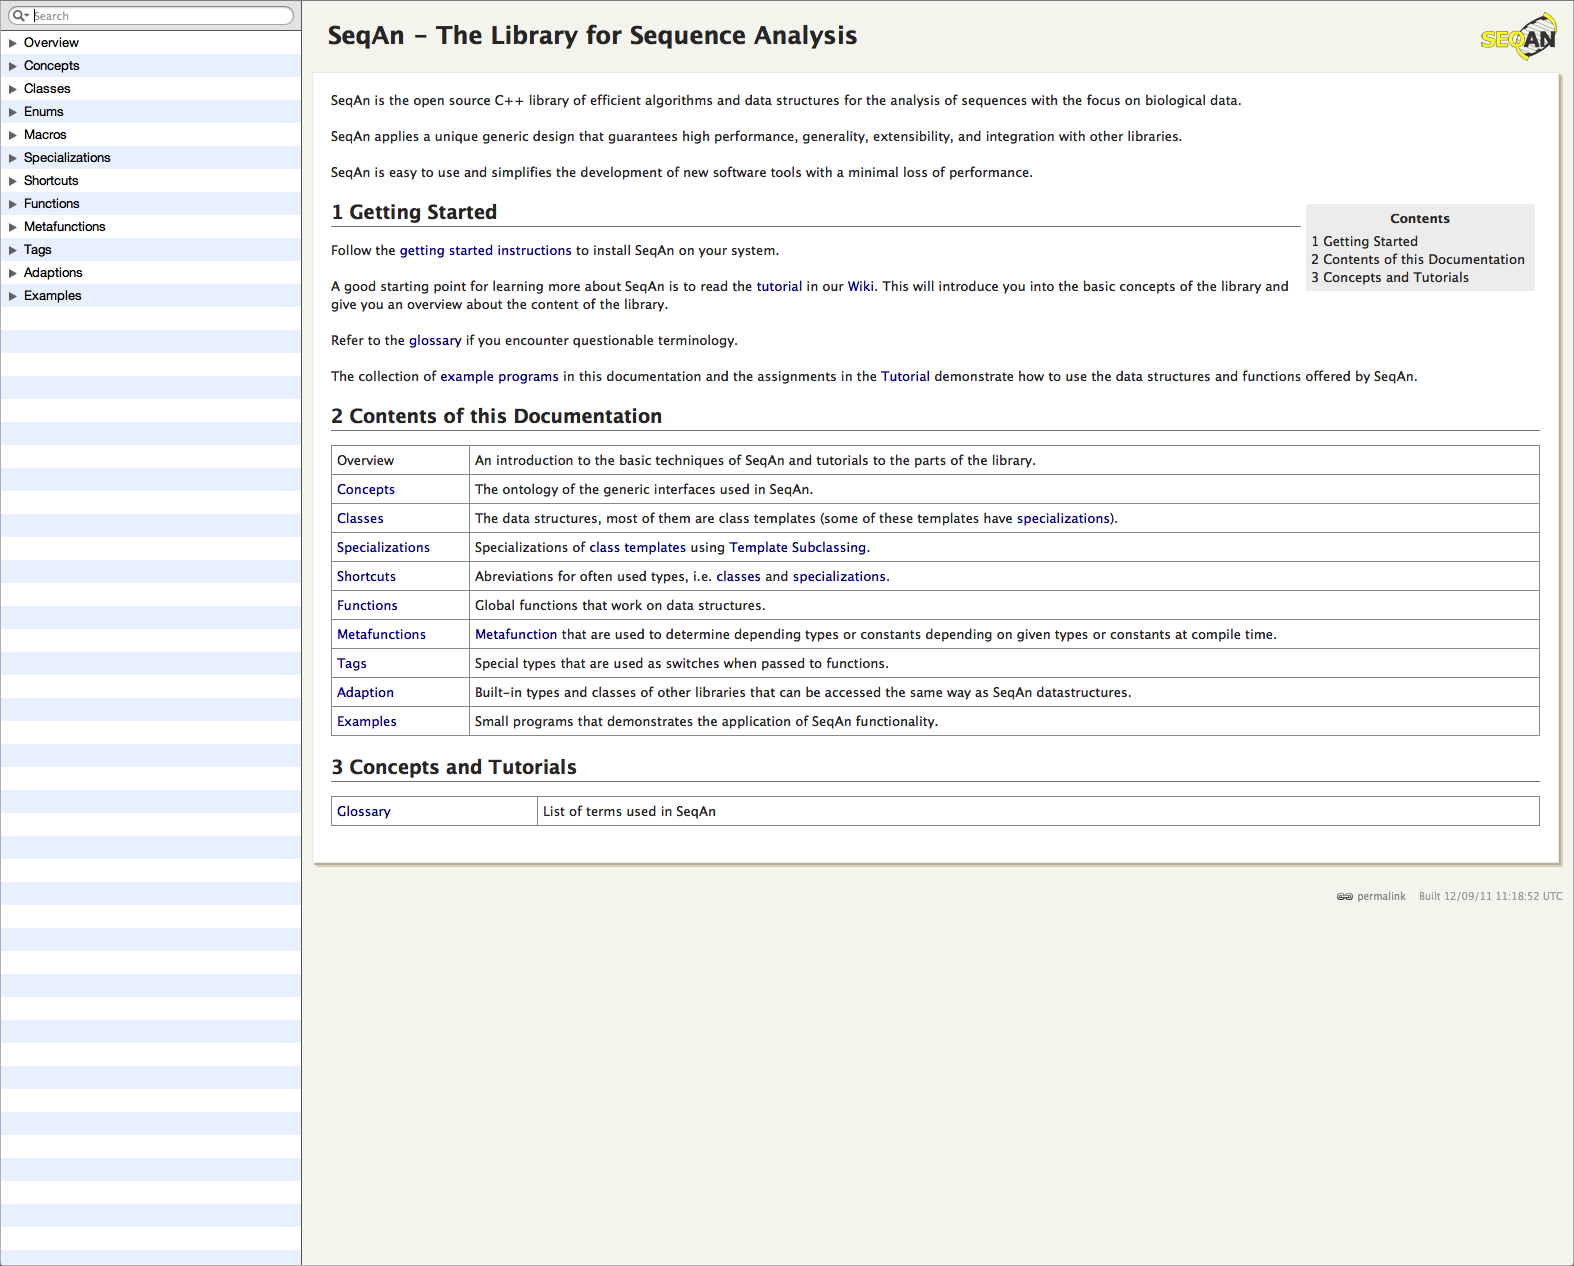 Search
Overview
Concepts
Classes
Enums
Macros
Specializations
Shortcuts
Functions
Metafunctions
Tags
Adaptions
Examples
SeqAn - The Library for Sequence Analysis
SEQAN
SeqAn is the open source C++ library of efficient algorithms and data structures for the analysis of sequences with the focus on biological data.
SeqAn applies a unique generic design that guarantees high performance, generality, extensibility, and integration with other libraries.
SeqAn is easy to use and simplifies the development of new software tools with a minimal loss of performance.
Contents
1 Getting Started
2 Contents of this Documentation
3 Concepts and Tutorials
1 Getting Started
Follow the getting started instructions to install SeqAn on your system.
A good starting point for learning more about SeqAn is to read the tutorial in our Wiki. This will introduce you into the basic concepts of the library and
give you an overview about the content of the library.
Refer to the glossary if you encounter questionable terminology.
The collection of example programs in this documentation and the assignments in the Tutorial demonstrate how to use the data structures and functions offered by SeqAn.
2 Contents of this Documentation
Overview An introduction to the basic techniques of SeqAn and tutorials to the parts of the library.
Concepts The ontology of the generic interfaces used in SeqAn.
Classes The data structures, most of them are class templates (some of these templates have specializations).
Specializations Specializations of class templates using Template Subclassing.
Shortcuts Abreviations for often used types, i.e. classes and specializations.
Functions Global functions that work on data structures.
Metafunctions Metafunction that are used to determine depending types or constants depending on given types or constants at compile time.
Tags Special types that are used as switches when passed to functions.
Adaption Built-in types and classes of other libraries that can be accessed the same way as SeqAn datastructures.
Examples Small programs that demonstrates the application of SeqAn functionality.
3 Concepts and Tutorials
Glossary List of terms used in SeqAn
permalink Built 12/09/11 11:18:52 UTC